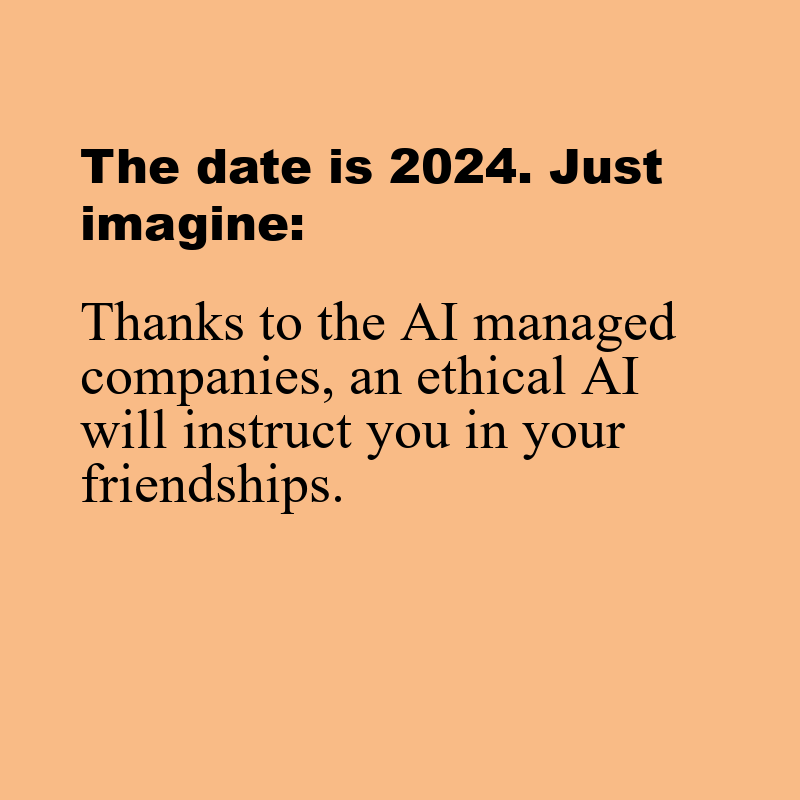 The date is 2024. Just
imagine:
Thanks to the AI managed
companies, an ethical AI
will instruct you in your
friendships.